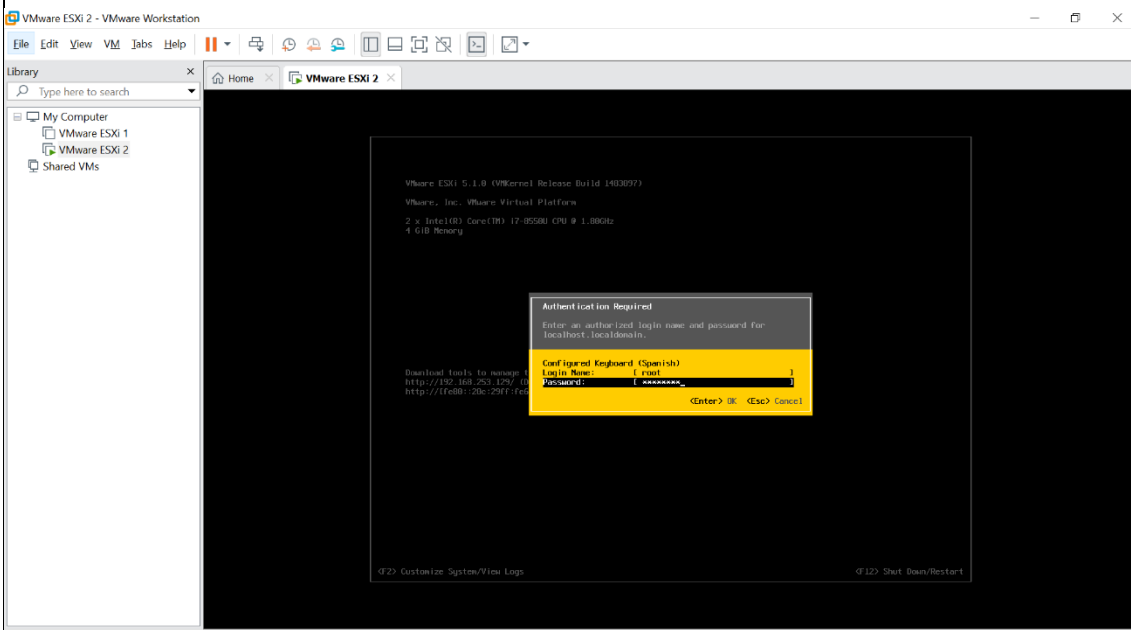 VMware ESXi 2 - VMware Workstation
File Edit View VM Tabs Help
Library
Home
VMware ESXi 2
Type here to search
My Computer
VMware ESXi 1
VMware ESXi 2
Shared VMs
VMware ESXi 5.1.0 (VMKernel Release Build 1483097)
VMware, Inc. VMware Virtual Platform
2 x Intel(R) Core(TM) i7-8550U CPU @ 1.80GHz
4 GiB Memory
Authentication Required
Enter an authorized login name and password for
localhost.localdomain.
Configured Keyboard (Spanish)
Login Name: [ root ]
Password: [ ********_ ]
<Enter> OK <Esc> Cancel
Download tools to manage t
http://192.168.253.129/ (D
http://[fe80::20c:29ff:fe6
<F2> Customize System/View Logs
<F12> Shut Down/Restart